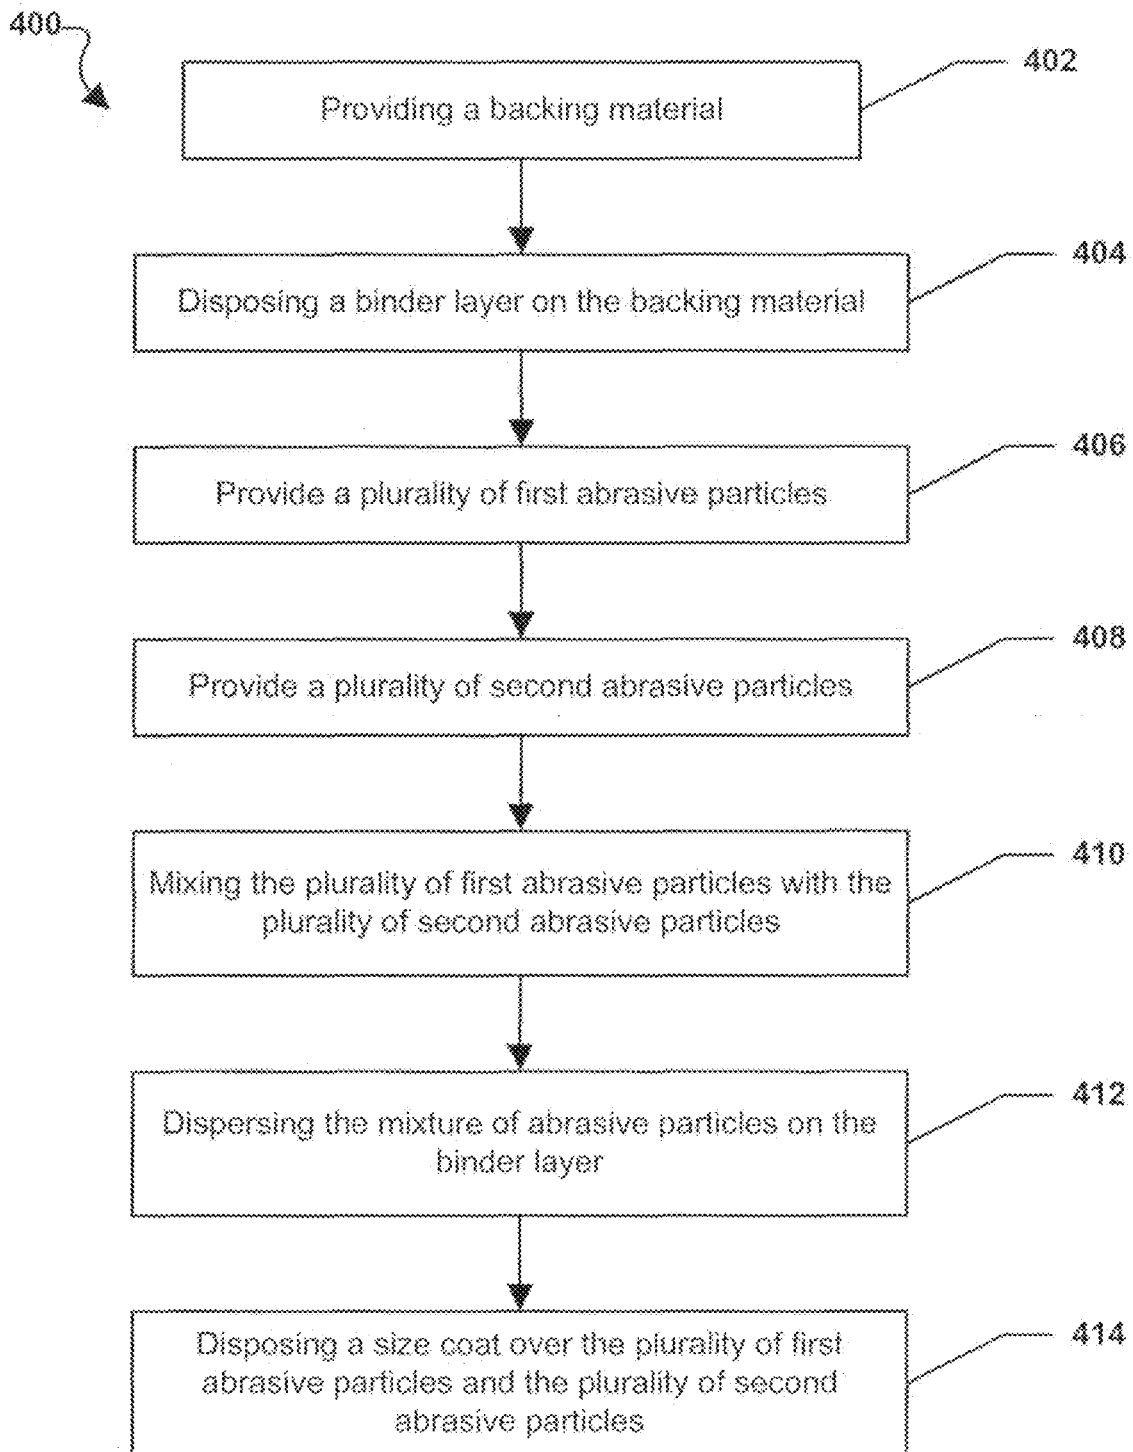 400
402
Providing a backing material
404
Disposing a binder layer on the backing material
406
Provide a plurality of first abrasive particles
408
Provide a plurality of second abrasive particles
410
Mixing the plurality of first abrasive particles with the
plurality of second abrasive particles
412
Dispersing the mixture of abrasive particles on the
binder layer
414
Disposing a size coat over the plurality of first
abrasive particles and the plurality of second
abrasive particles